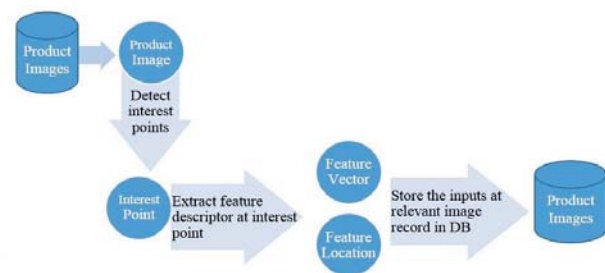 Product
Images
Product
Image
Detect
interest
points
Interest
Point
Extract feature
descriptor at interest
point
Feature
Vector
Feature
Location
Store the inputs at
relevant image
record in DB
Product
Images